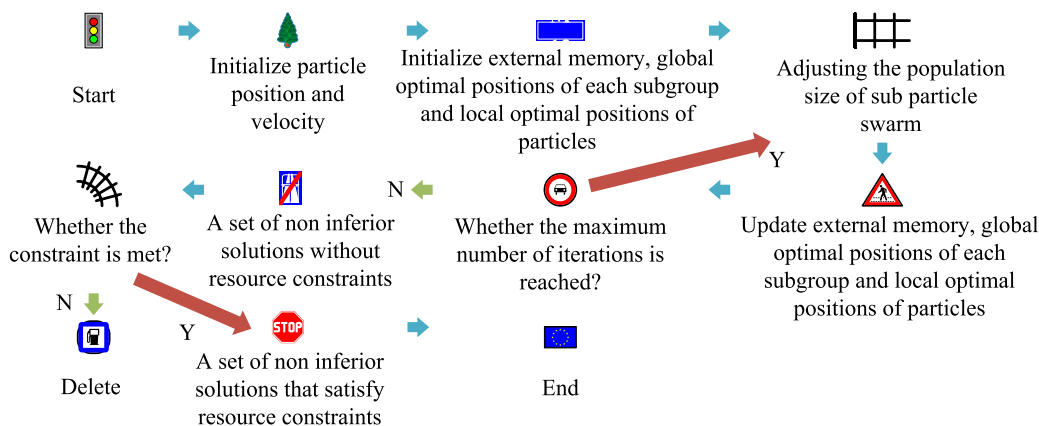 Start
Initialize particle
position and
velocity
Initialize external memory, global
optimal positions of each subgroup
and local optimal positions of
particles
Adjusting the population
size of sub particle
swarm
Y
Whether the
constraint is met?
N
A set of non inferior
solutions without
resource constraints
Whether the maximum
number of iterations is
reached?
Update external memory, global
optimal positions of each
subgroup and local optimal
positions of particles
N
Y
STOP
Delete
A set of non inferior
solutions that satisfy
resource constraints
End